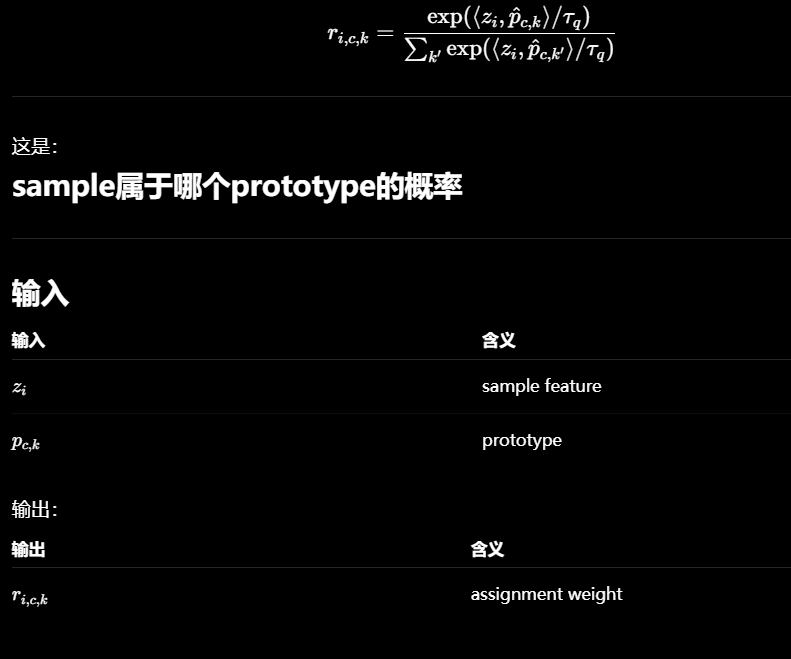 r_{i,c,k} = \frac{\exp(\langle z_i, \hat{p}_{c,k} \rangle / \tau_q)}{\sum_{k'} \exp(\langle z_i, \hat{p}_{c,k'} \rangle / \tau_q)}
这是：
sample属于哪个prototype的概率
输入
输入 含义
z_i sample feature
p_{c,k} prototype
输出：
输出 含义
r_{i,c,k} assignment weight